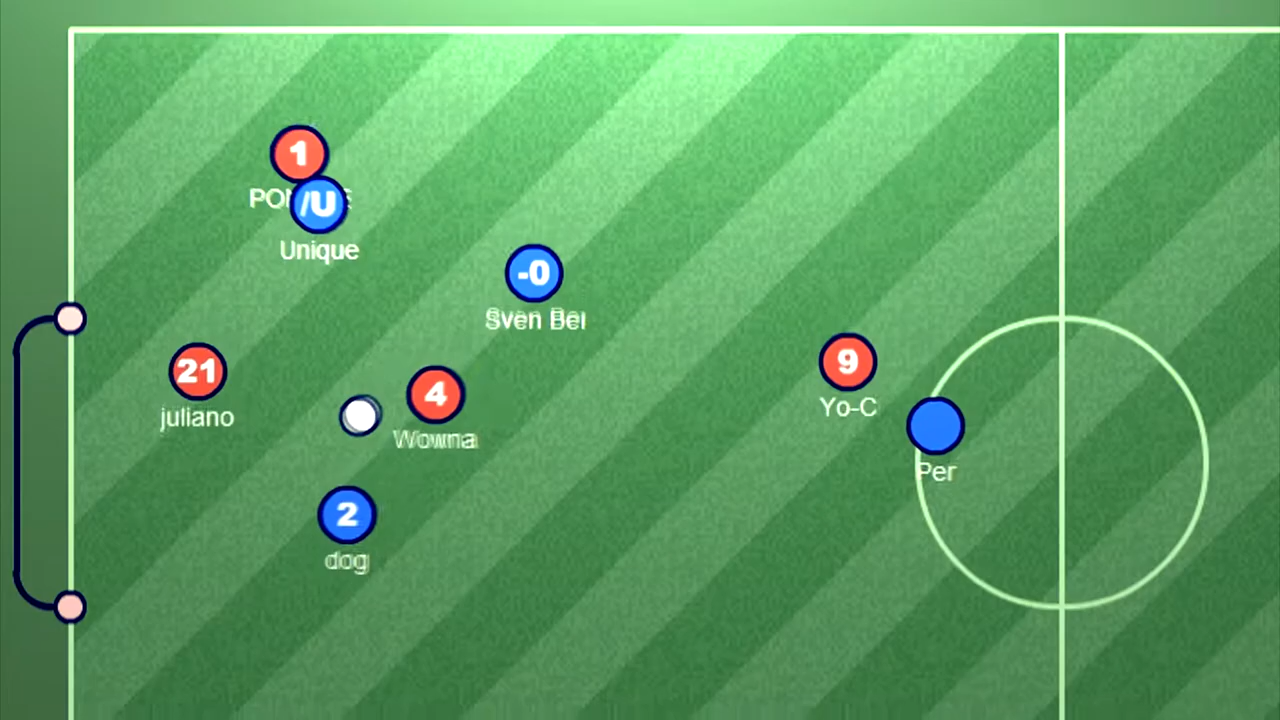 1
/U
Unique
-0
Sven Bei
21
juliano
4
Wowna
9
Yo-C
Per
2
dog